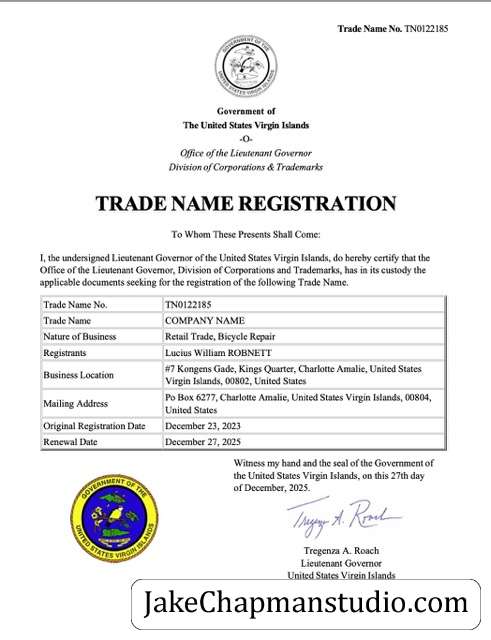 Trade Name No. TN0122185
GOVERNMENT OF THE
UNITED STATES VIRGIN ISLANDS
Government of
The United States Virgin Islands
-O-
Office of the Lieutenant Governor
Division of Corporations & Trademarks
TRADE NAME REGISTRATION
To Whom These Presents Shall Come:
I, the undersigned Lieutenant Governor of the United States Virgin Islands, do hereby certify that the
Office of the Lieutenant Governor, Division of Corporations and Trademarks, has in its custody the
applicable documents seeking for the registration of the following Trade Name.
Trade Name No. TN0122185
Trade Name COMPANY NAME
Nature of Business Retail Trade, Bicycle Repair
Registrants Lucius William ROBNETT
Business Location #7 Kongens Gade, Kings Quarter, Charlotte Amalie, United States
Virgin Islands, 00802, United States
Mailing Address Po Box 6277, Charlotte Amalie, United States Virgin Islands, 00804,
United States
Original Registration Date December 23, 2023
Renewal Date December 27, 2025
Witness my hand and the seal of the Government of
the United States Virgin Islands, on this 27th day
of December, 2025.
GOVERNMENT OF THE
UNITED STATES VIRGIN ISLANDS
Tregenza A. Roach
Tregenza A. Roach
Lieutenant Governor
United States Virgin Islands
JakeChapmanstudio.com